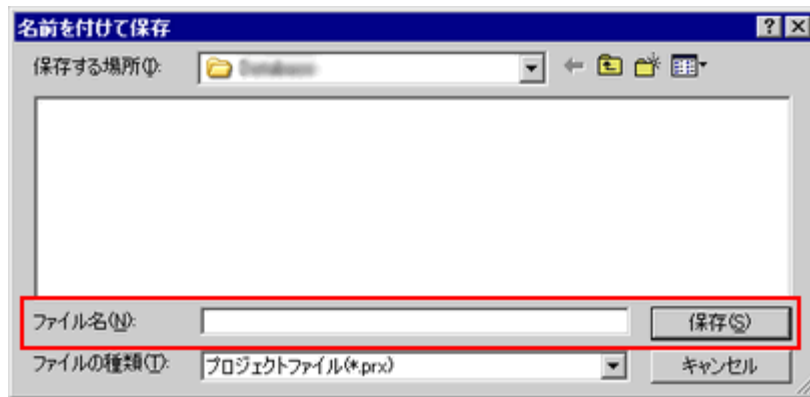 名前を付けて保存
保存する場所(I):
ファイル名(N): 保存(S)
ファイルの種類(T): プロジェクトファイル(*.prx) キャンセル